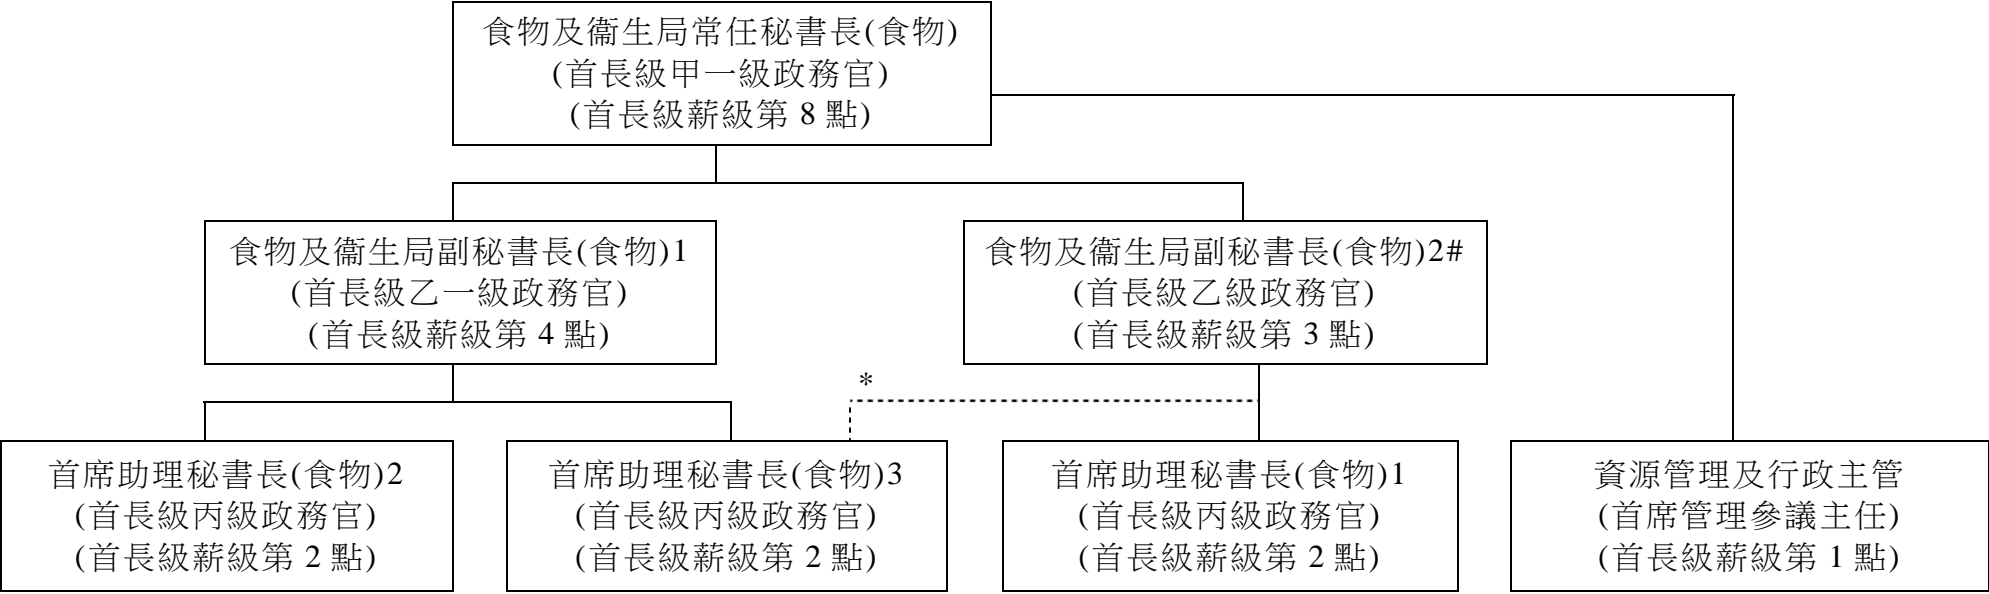 食物及衞生局常任秘書長(食物)
(首長級甲一級政務官)
(首長級薪級第 8 點)
食物及衞生局副秘書長(食物)1
(首長級乙一級政務官)
(首長級薪級第 4 點)
食物及衞生局副秘書長(食物)2#
(首長級乙級政務官)
(首長級薪級第 3 點)
*
首席助理秘書長(食物)2
(首長級丙級政務官)
(首長級薪級第 2 點)
首席助理秘書長(食物)3
(首長級丙級政務官)
(首長級薪級第 2 點)
首席助理秘書長(食物)1
(首長級丙級政務官)
(首長級薪級第 2 點)
資源管理及行政主管
(首席管理參議主任)
(首長級薪級第 1 點)